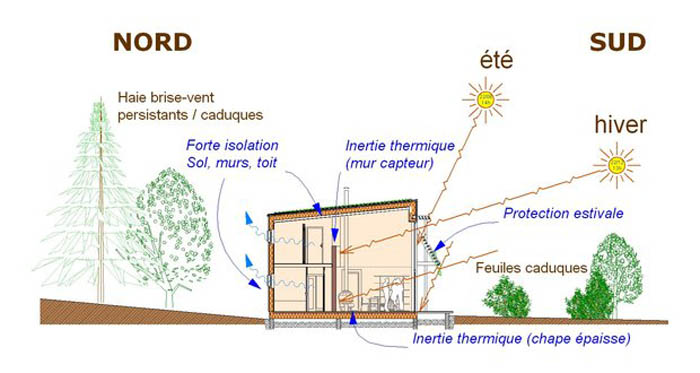 NORD
SUD
été
hiver
Haie brise-vent
persistants / caduques
Forte isolation
Sol, murs, toit
Inertie thermique
(mur capteur)
Protection estivale
Feuiles caduques
Inertie thermique (chape épaisse)